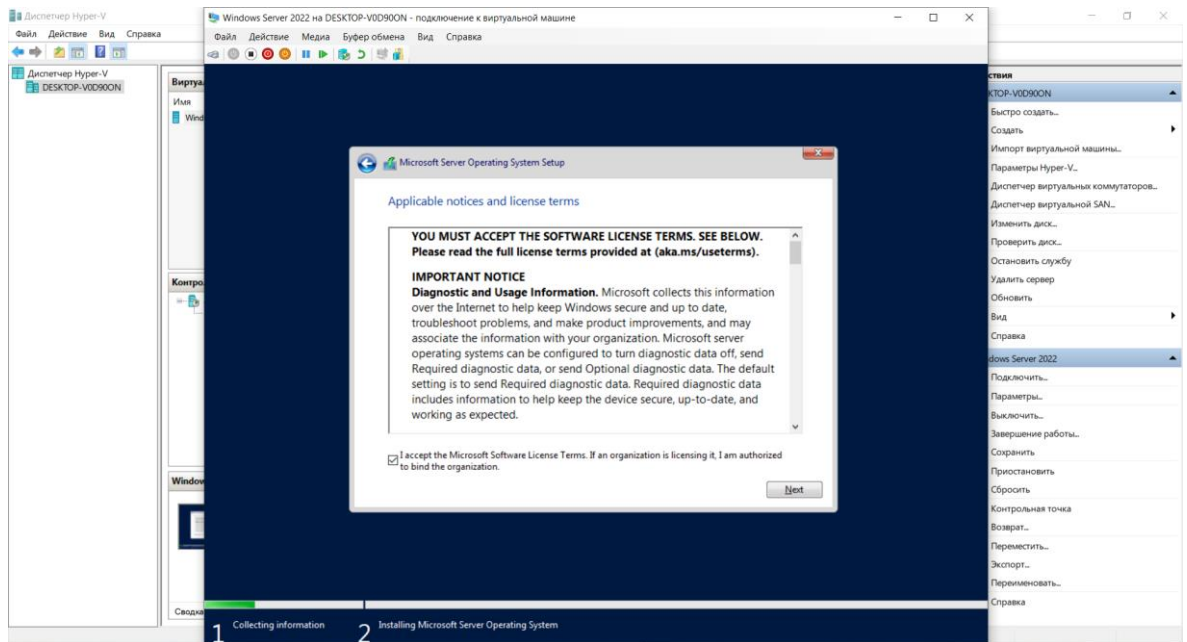 Диспетчер Hyper-V
Файл Действие Вид Справка
Диспетчер Hyper-V
DESKTOP-V0D90ON
Имя
Windows Server 2022 на DESKTOP-V0D90ON - подключение к виртуальной машине
Файл Действие Медиа Буфер обмена Вид Справка
Microsoft Server Operating System Setup
Applicable notices and license terms
YOU MUST ACCEPT THE SOFTWARE LICENSE TERMS. SEE BELOW.
Please read the full license terms provided at (aka.ms/useterms).
IMPORTANT NOTICE
Diagnostic and Usage Information. Microsoft collects this information
over the Internet to help keep Windows secure and up to date,
troubleshoot problems, and make product improvements, and may
associate the information with your organization. Microsoft server
operating systems can be configured to turn diagnostic data off, send
Required diagnostic data, or send Optional diagnostic data. The default
setting is to send Required diagnostic data. Required diagnostic data
includes information to help keep the device secure, up-to-date, and
working as expected.
I accept the Microsoft Software License Terms. If an organization is licensing it, I am authorized
to bind the organization.
Next
1 Collecting information
2 Installing Microsoft Server Operating System
ствия
KTOP-V0D90ON
Быстро создать...
Создать
Импорт виртуальной машины...
Параметры Hyper-V...
Диспетчер виртуальных коммутаторов...
Диспетчер виртуальной SAN...
Изменить диск...
Проверить диск...
Остановить службу
Удалить сервер
Обновить
Вид
Справка
dows Server 2022
Подключить...
Параметры...
Выключить...
Завершение работы...
Сохранить
Приостановить
Сбросить
Контрольная точка
Возврат...
Переместить...
Экспорт...
Переименовать...
Справка